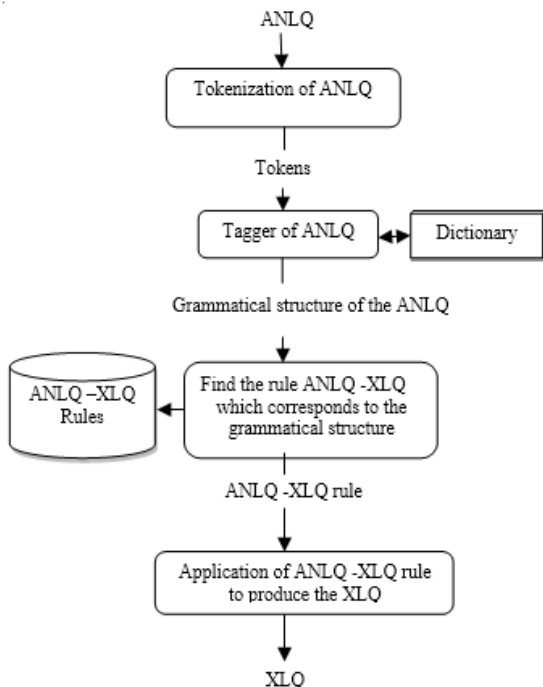 ANLQ
Tokenization of ANLQ
Tokens
Tagger of ANLQ
Dictionary
Grammatical structure of the ANLQ
ANLQ –XLQ
Rules
Find the rule ANLQ -XLQ
which corresponds to the
grammatical structure
ANLQ -XLQ rule
Application of ANLQ -XLQ rule
to produce the XLQ
XLQ